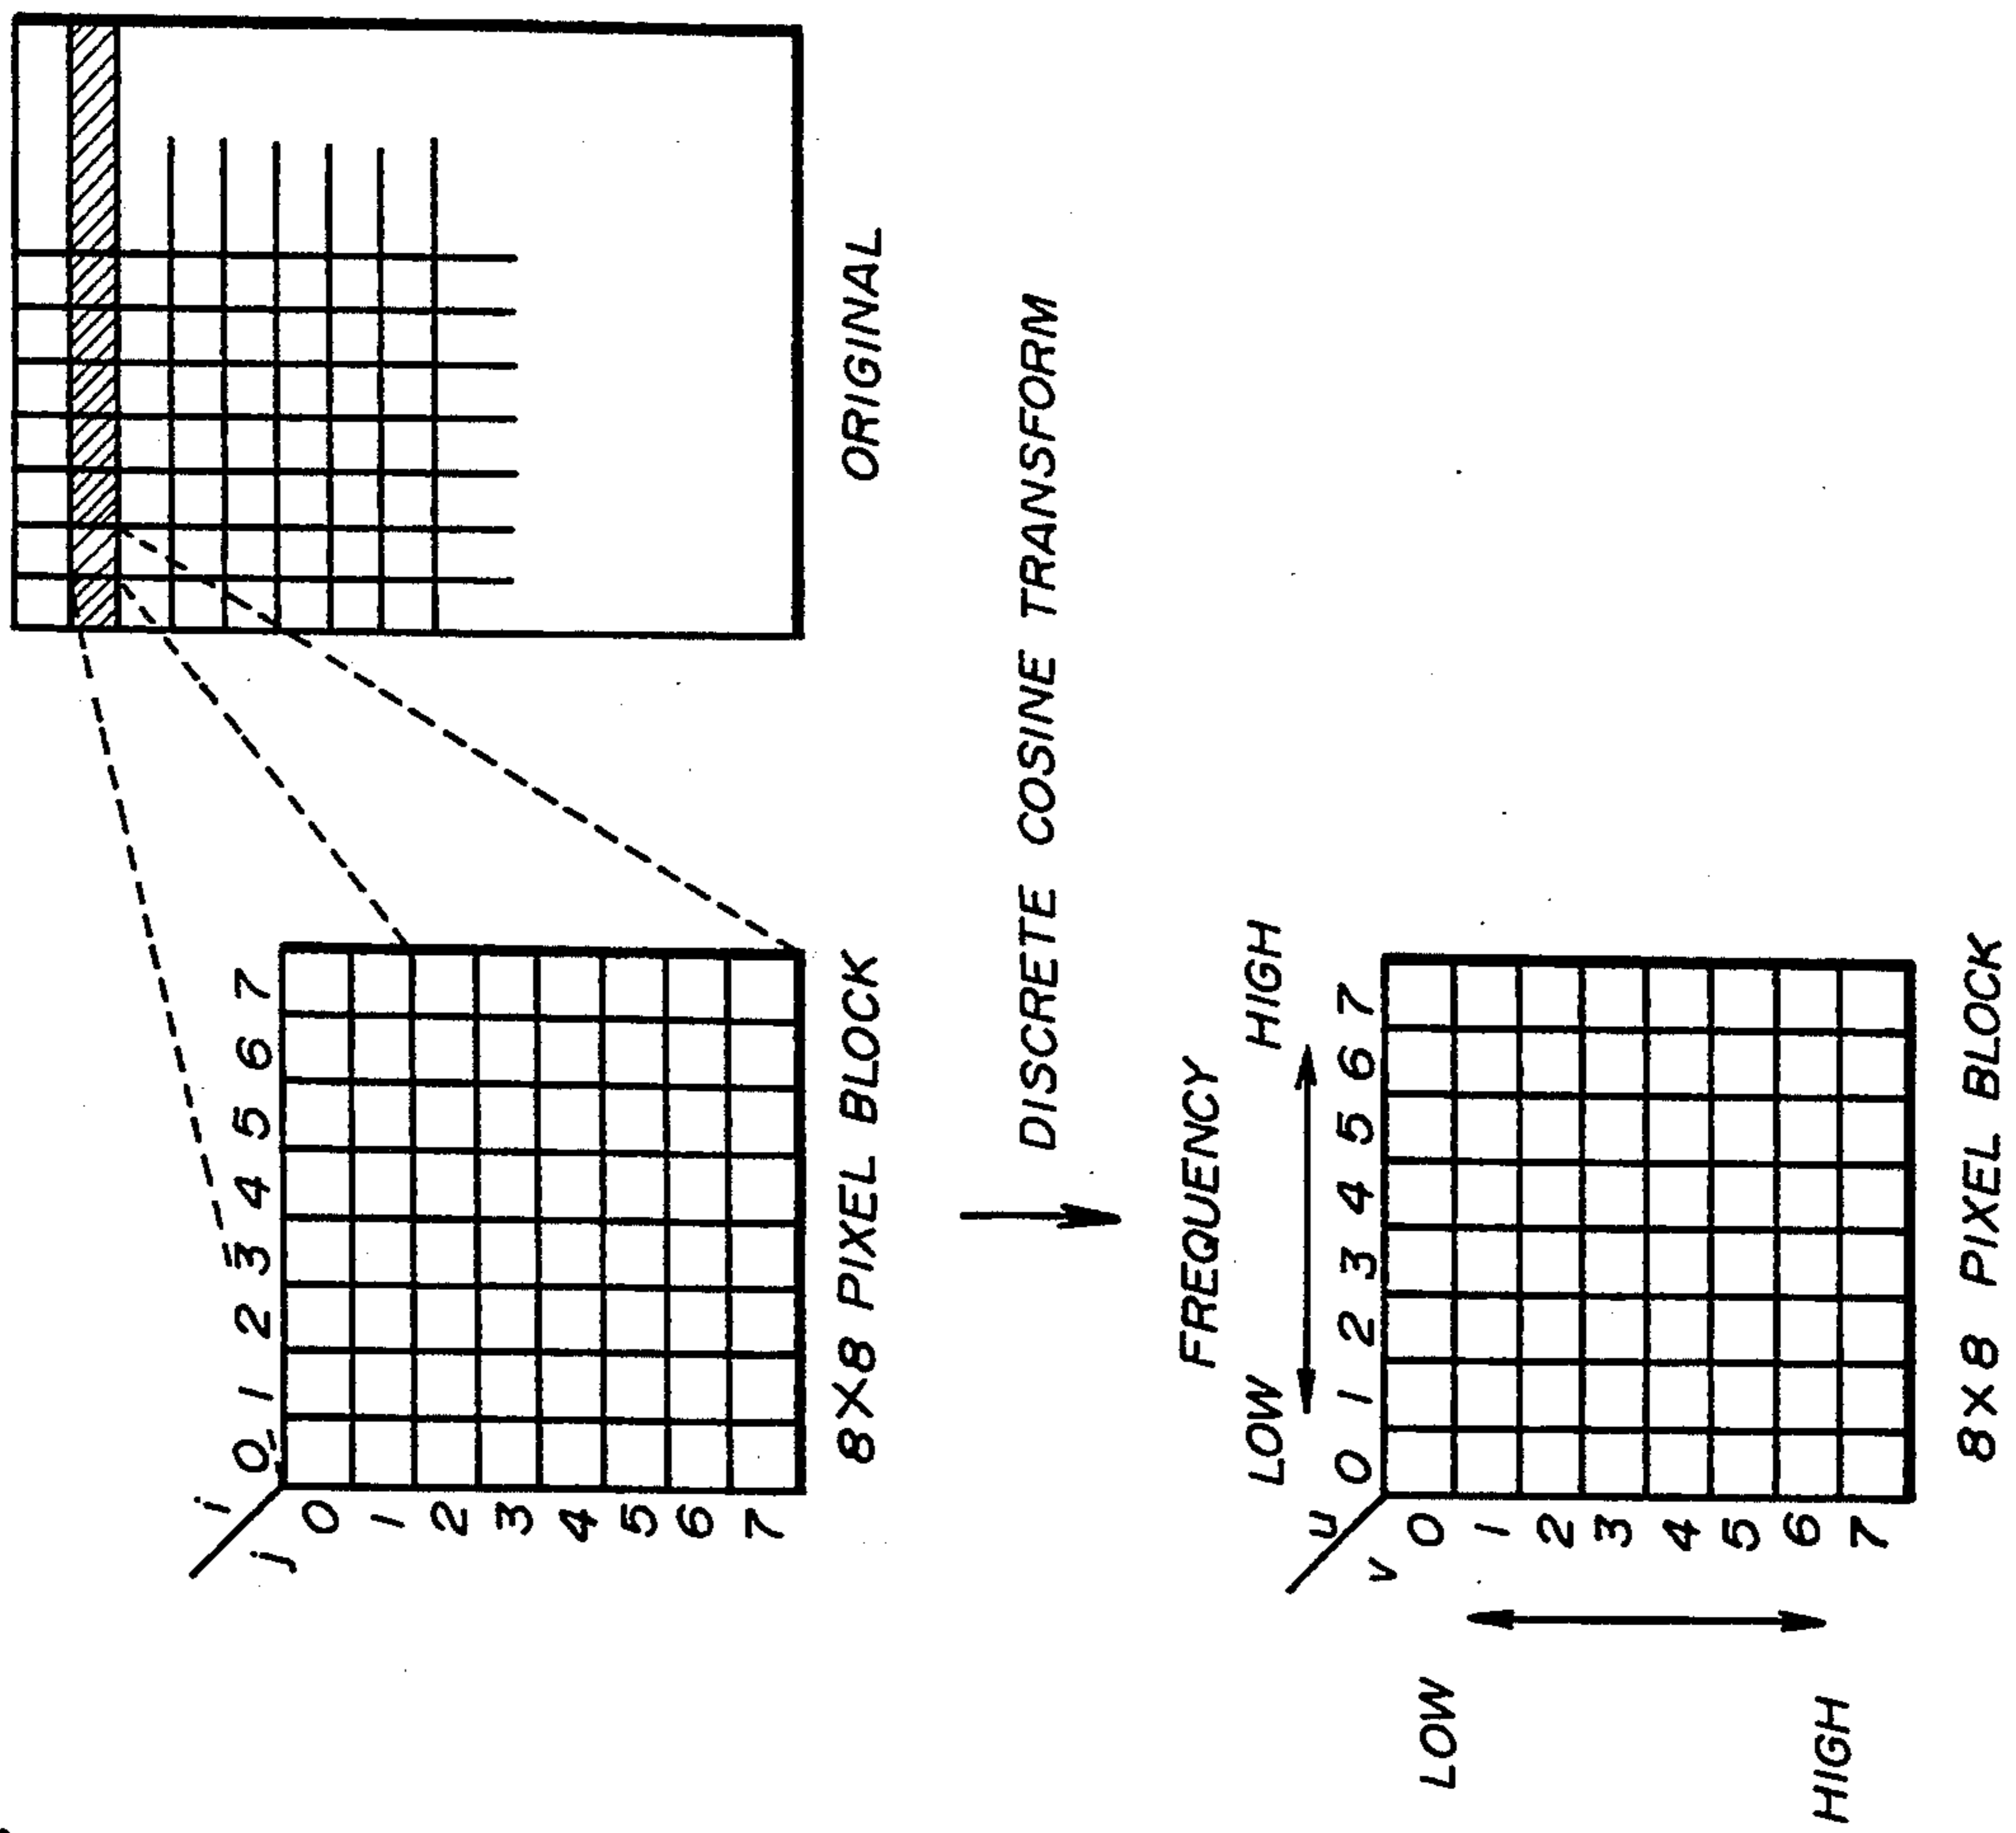 ORIGINAL
i
j
0 1 2 3 4 5 6 7
0
1
2
3
4
5
6
7
8X8 PIXEL BLOCK
DISCRETE COSINE TRANSFORM
FREQUENCY
LOW HIGH
u
v
0 1 2 3 4 5 6 7
0
1
2
3
4
5
6
7
LOW
HIGH
8X8 PIXEL BLOCK